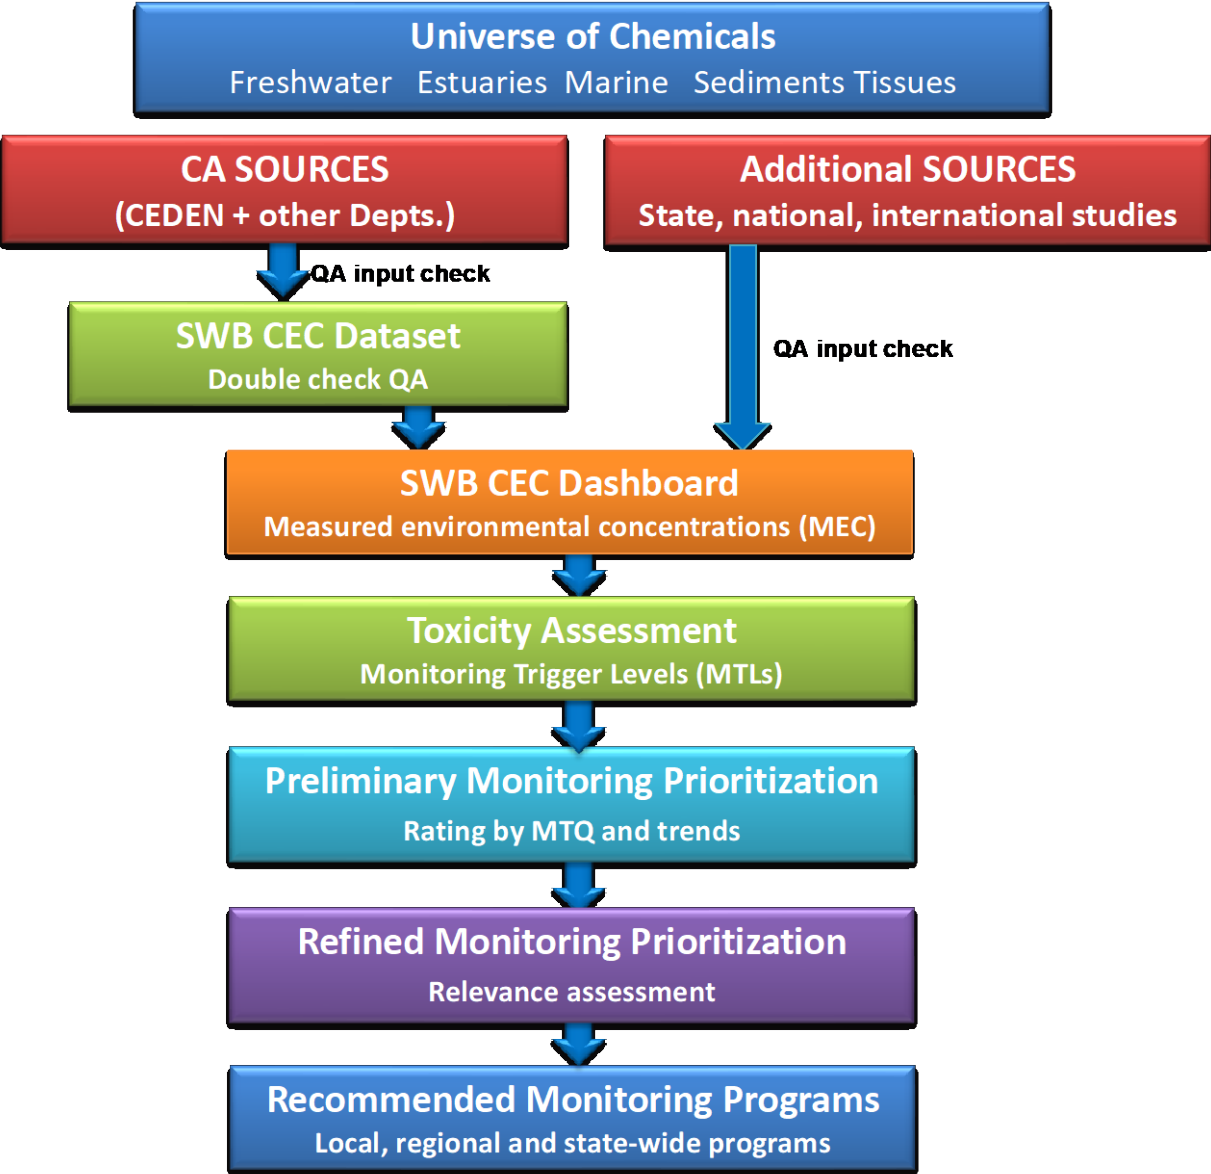 Universe of Chemicals
Freshwater Estuaries Marine Sediments Tissues
CA SOURCES
(CEDEN + other Depts.)
Additional SOURCES
State, national, international studies
QA input check
SWB CEC Dataset
Double check QA
QA input check
SWB CEC Dashboard
Measured environmental concentrations (MEC)
Toxicity Assessment
Monitoring Trigger Levels (MTLs)
Preliminary Monitoring Prioritization
Rating by MTQ and trends
Refined Monitoring Prioritization
Relevance assessment
Recommended Monitoring Programs
Local, regional and state-wide programs